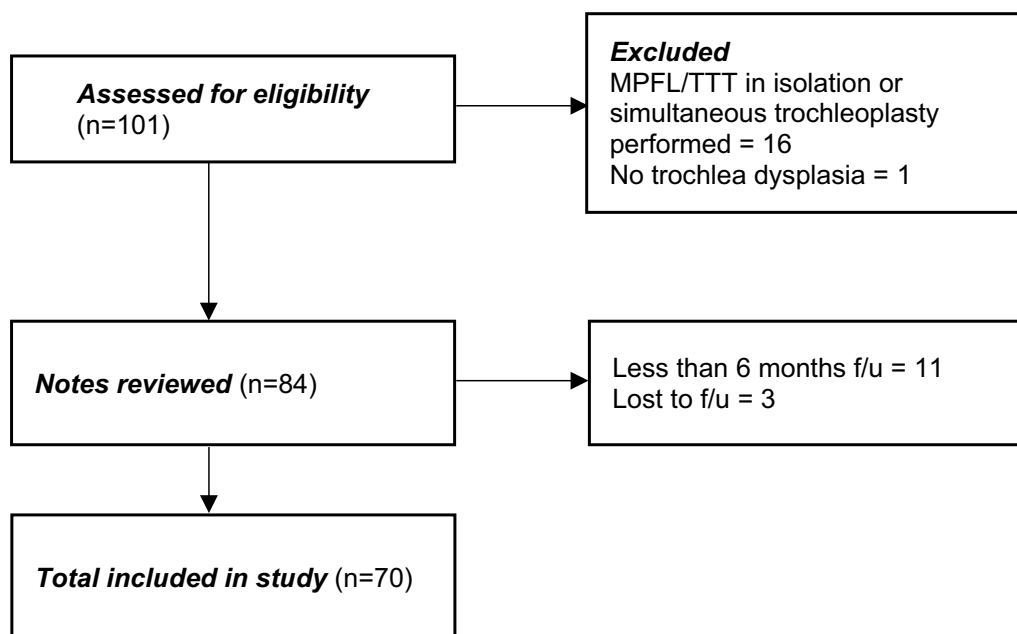 Assessed for eligibility
(n=101)
Excluded
MPFL/TTT in isolation or
simultaneous trochleoplasty
performed = 16
No trochlea dysplasia = 1
Notes reviewed (n=84)
Less than 6 months f/u = 11
Lost to f/u = 3
Total included in study (n=70)